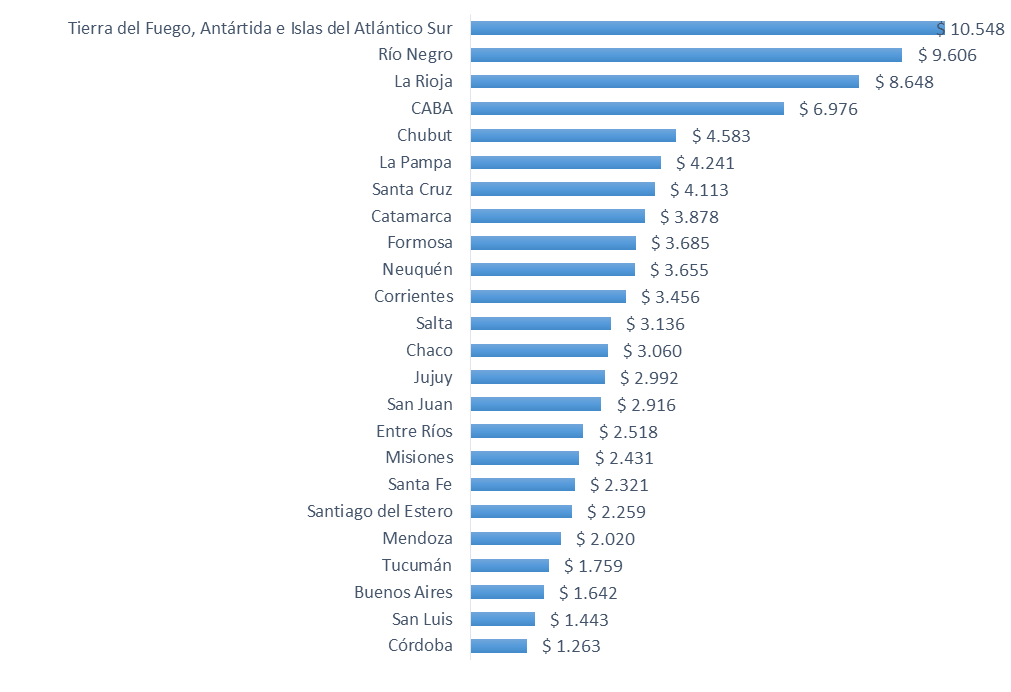 Tierra del Fuego, Antártida e Islas del Atlántico Sur $ 10.548
Río Negro $ 9.606
La Rioja $ 8.648
CABA $ 6.976
Chubut $ 4.583
La Pampa $ 4.241
Santa Cruz $ 4.113
Catamarca $ 3.878
Formosa $ 3.685
Neuquén $ 3.655
Corrientes $ 3.456
Salta $ 3.136
Chaco $ 3.060
Jujuy $ 2.992
San Juan $ 2.916
Entre Ríos $ 2.518
Misiones $ 2.431
Santa Fe $ 2.321
Santiago del Estero $ 2.259
Mendoza $ 2.020
Tucumán $ 1.759
Buenos Aires $ 1.642
San Luis $ 1.443
Córdoba $ 1.263